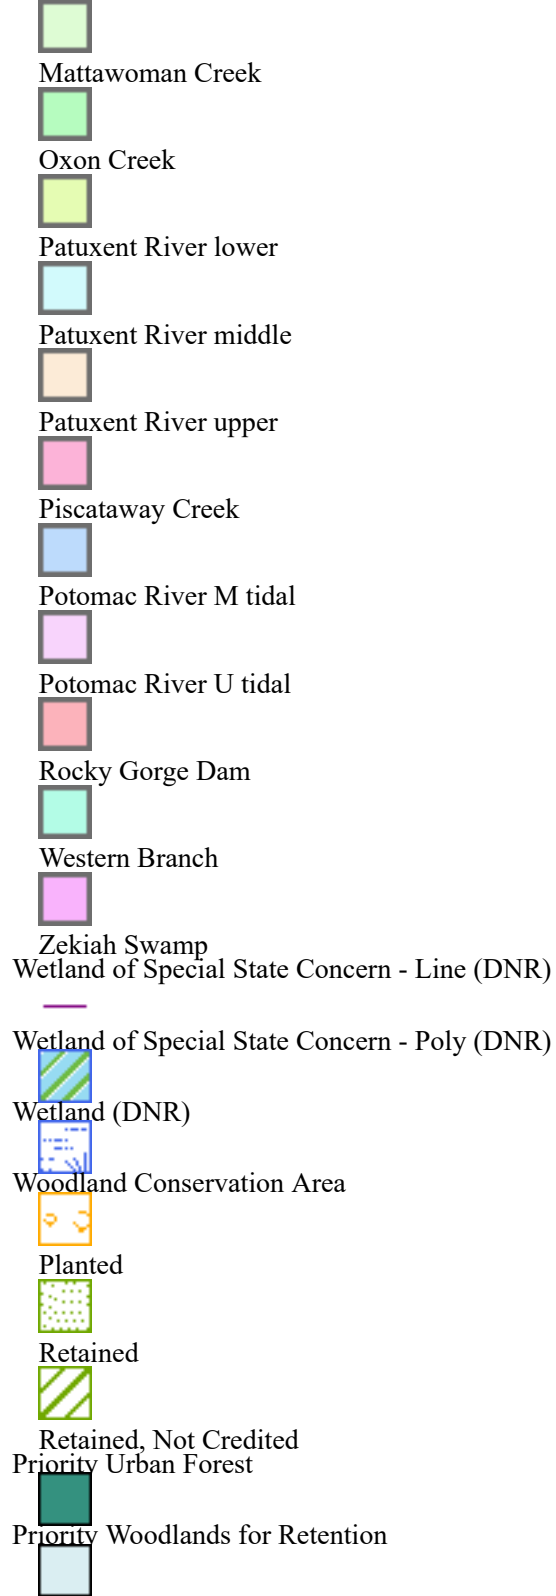 Mattawoman Creek
Oxon Creek
Patuxent River lower
Patuxent River middle
Patuxent River upper
Piscataway Creek
Potomac River M tidal
Potomac River U tidal
Rocky Gorge Dam
Western Branch
Zekiah Swamp
Wetland of Special State Concern - Line (DNR)
Wetland of Special State Concern - Poly (DNR)
Wetland (DNR)
Woodland Conservation Area
Planted
Retained
Retained, Not Credited
Priority Urban Forest
Priority Woodlands for Retention